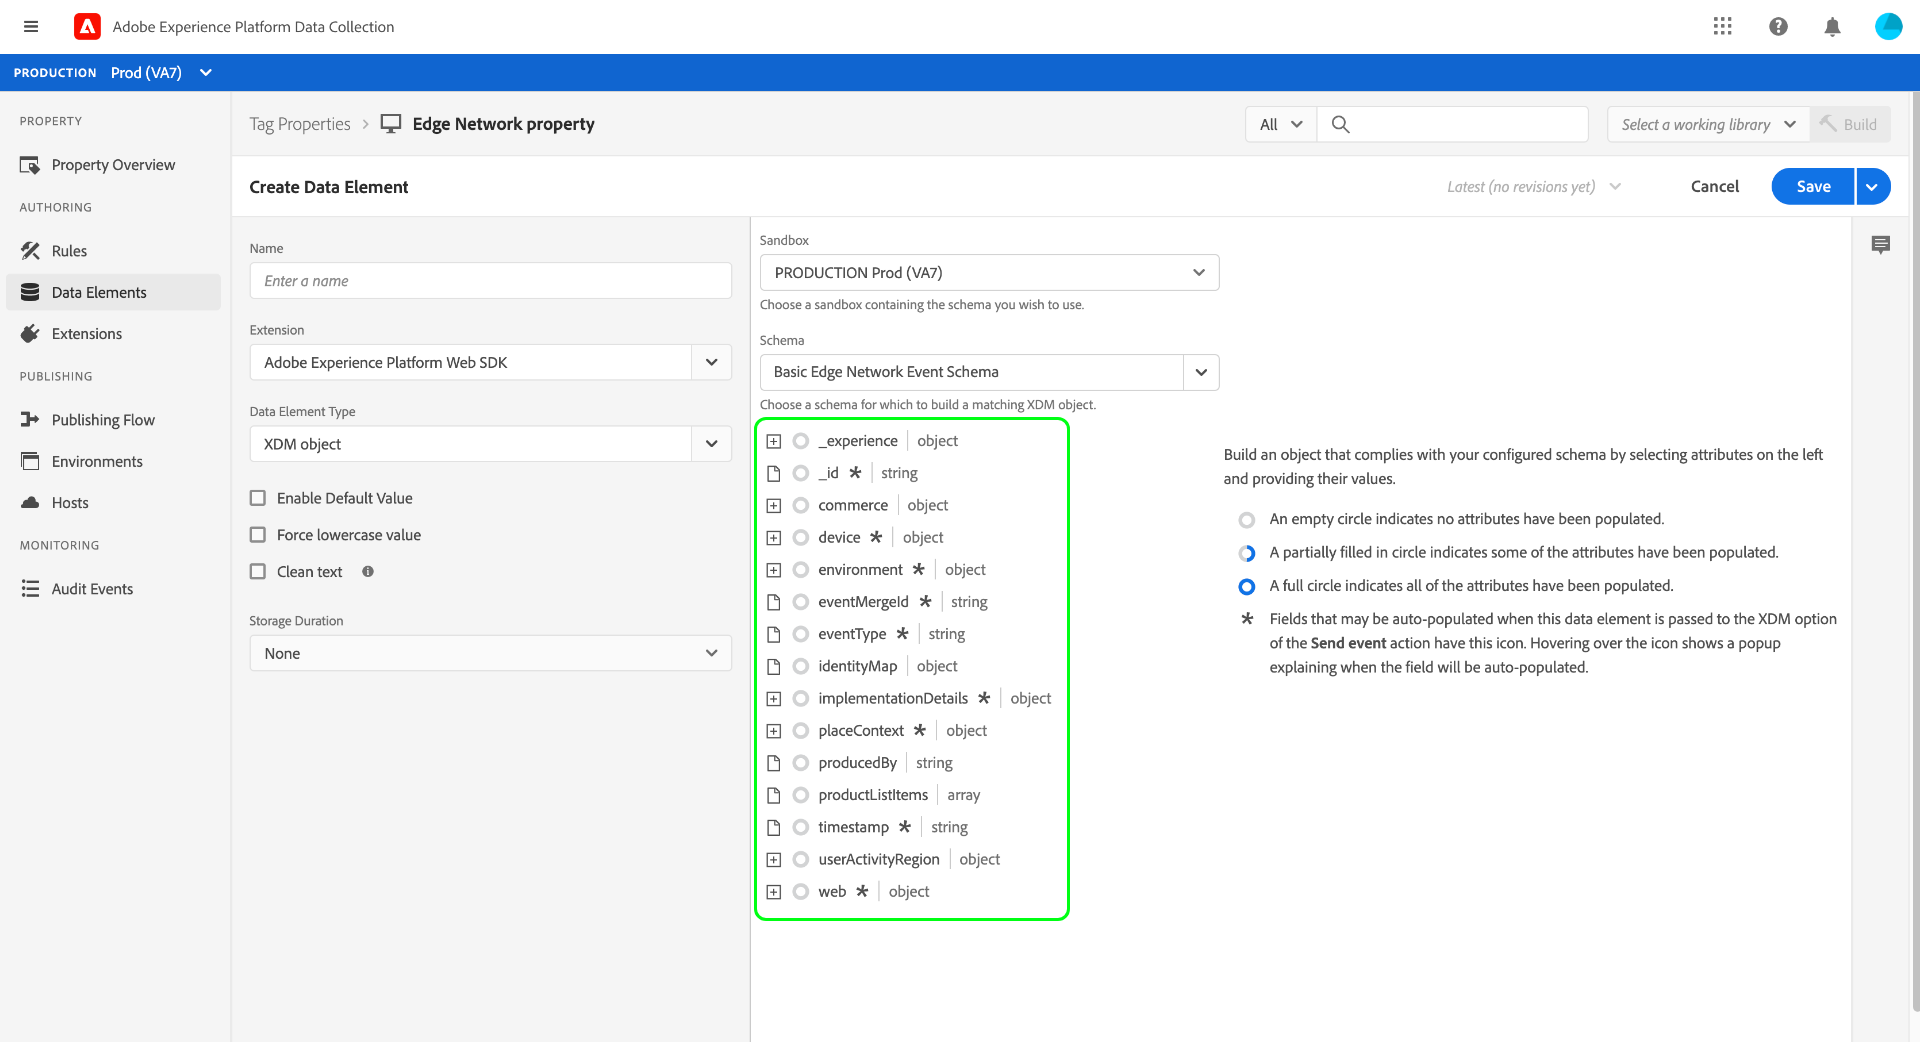 Adobe Experience Platform Data Collection
PRODUCTION Prod (VA7)
PROPERTY
Property Overview
AUTHORING
Rules
Data Elements
Extensions
PUBLISHING
Publishing Flow
Environments
Hosts
MONITORING
Audit Events
Tag Properties > Edge Network property
All
Select a working library
Build
Create Data Element
Latest (no revisions yet)
Cancel
Save
Name
Enter a name
Extension
Adobe Experience Platform Web SDK
Data Element Type
XDM object
Enable Default Value
Force lowercase value
Clean text
Storage Duration
None
Sandbox
PRODUCTION Prod (VA7)
Choose a sandbox containing the schema you wish to use.
Schema
Basic Edge Network Event Schema
Choose a schema for which to build a matching XDM object.
_experience | object
_id * | string
commerce | object
device * | object
environment * | object
eventMergeId * | string
eventType * | string
identityMap | object
implementationDetails * | object
placeContext * | object
producedBy | string
productListItems | array
timestamp * | string
userActivityRegion | object
web * | object
Build an object that complies with your configured schema by selecting attributes on the left
and providing their values.
An empty circle indicates no attributes have been populated.
A partially filled in circle indicates some of the attributes have been populated.
A full circle indicates all of the attributes have been populated.
* Fields that may be auto-populated when this data element is passed to the XDM option
of the Send event action have this icon. Hovering over the icon shows a popup
explaining when the field will be auto-populated.